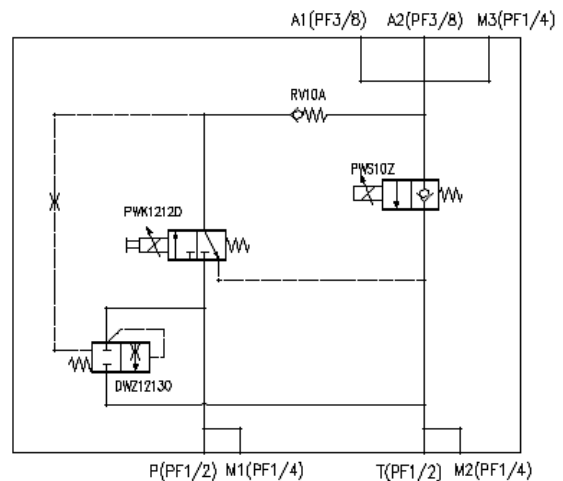 A1(PF3/8) A2(PF3/8) M3(PF1/4)
RV10A
PWS10Z
PWK1212D
DWZ1213O
P(PF1/2) M1(PF1/4) T(PF1/2) M2(PF1/4)